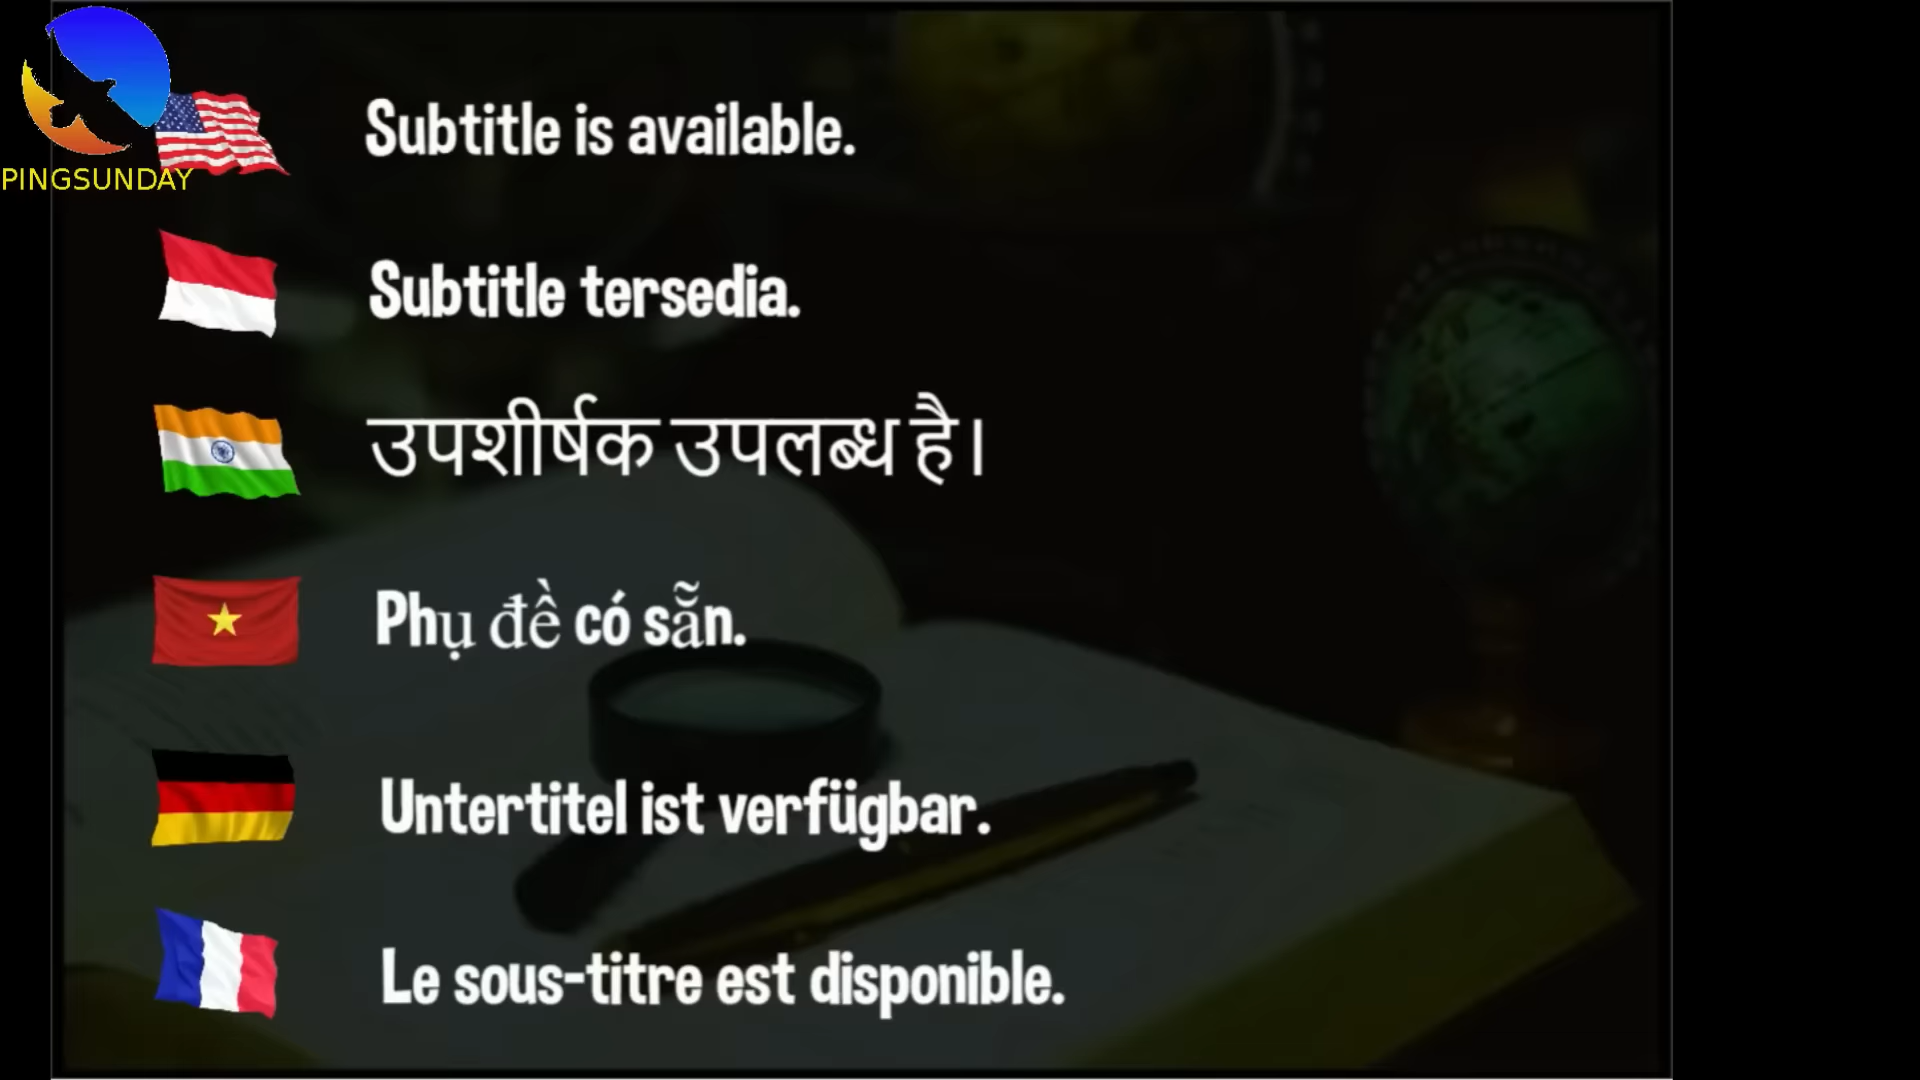 PINGSUNDAY
Subtitle is available.
Subtitle tersedia.
उपशीर्षक उपलब्ध है।
Phụ đề có sẵn.
Untertitel ist verfügbar.
Le sous-titre est disponible.